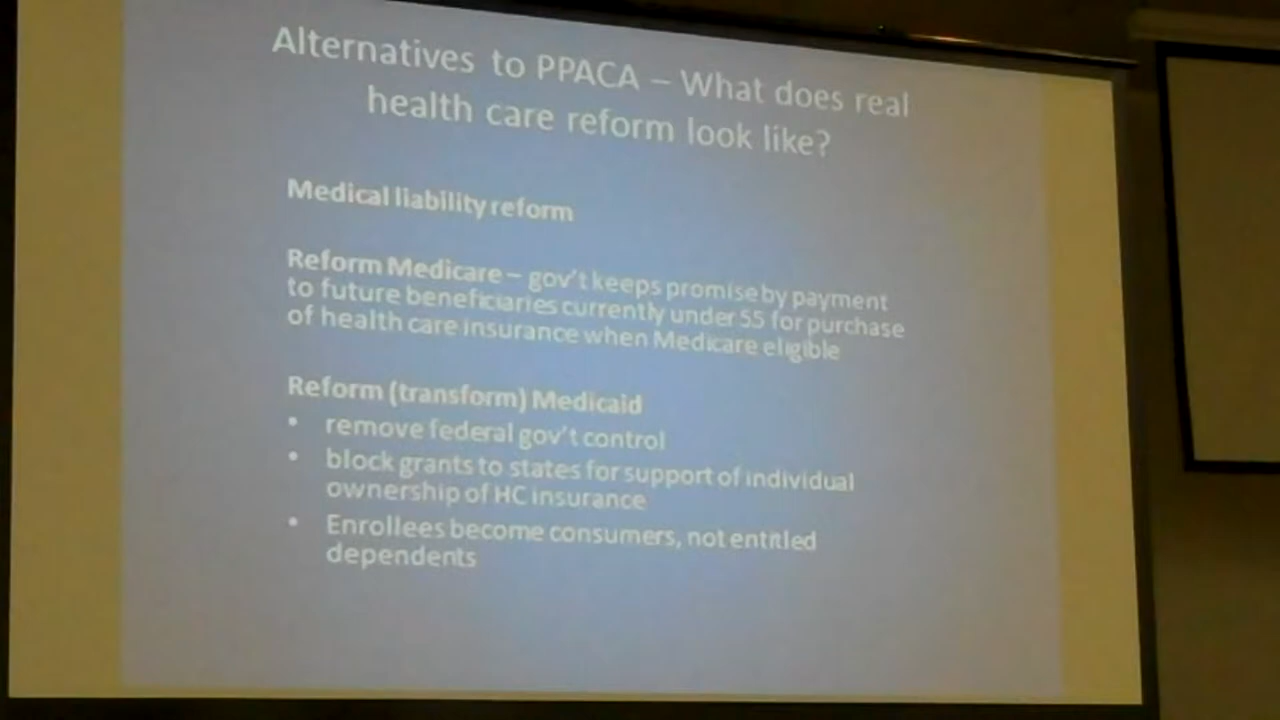 Alternatives to PPACA – What does real
health care reform look like?
Medical liability reform
Reform Medicare – gov't keeps promise by payment
to future beneficiaries currently under 55 for purchase
of health care insurance when Medicare eligible
Reform (transform) Medicaid
• remove federal gov't control
• block grants to states for support of individual
ownership of HC insurance
• Enrollees become consumers, not entitled
dependents